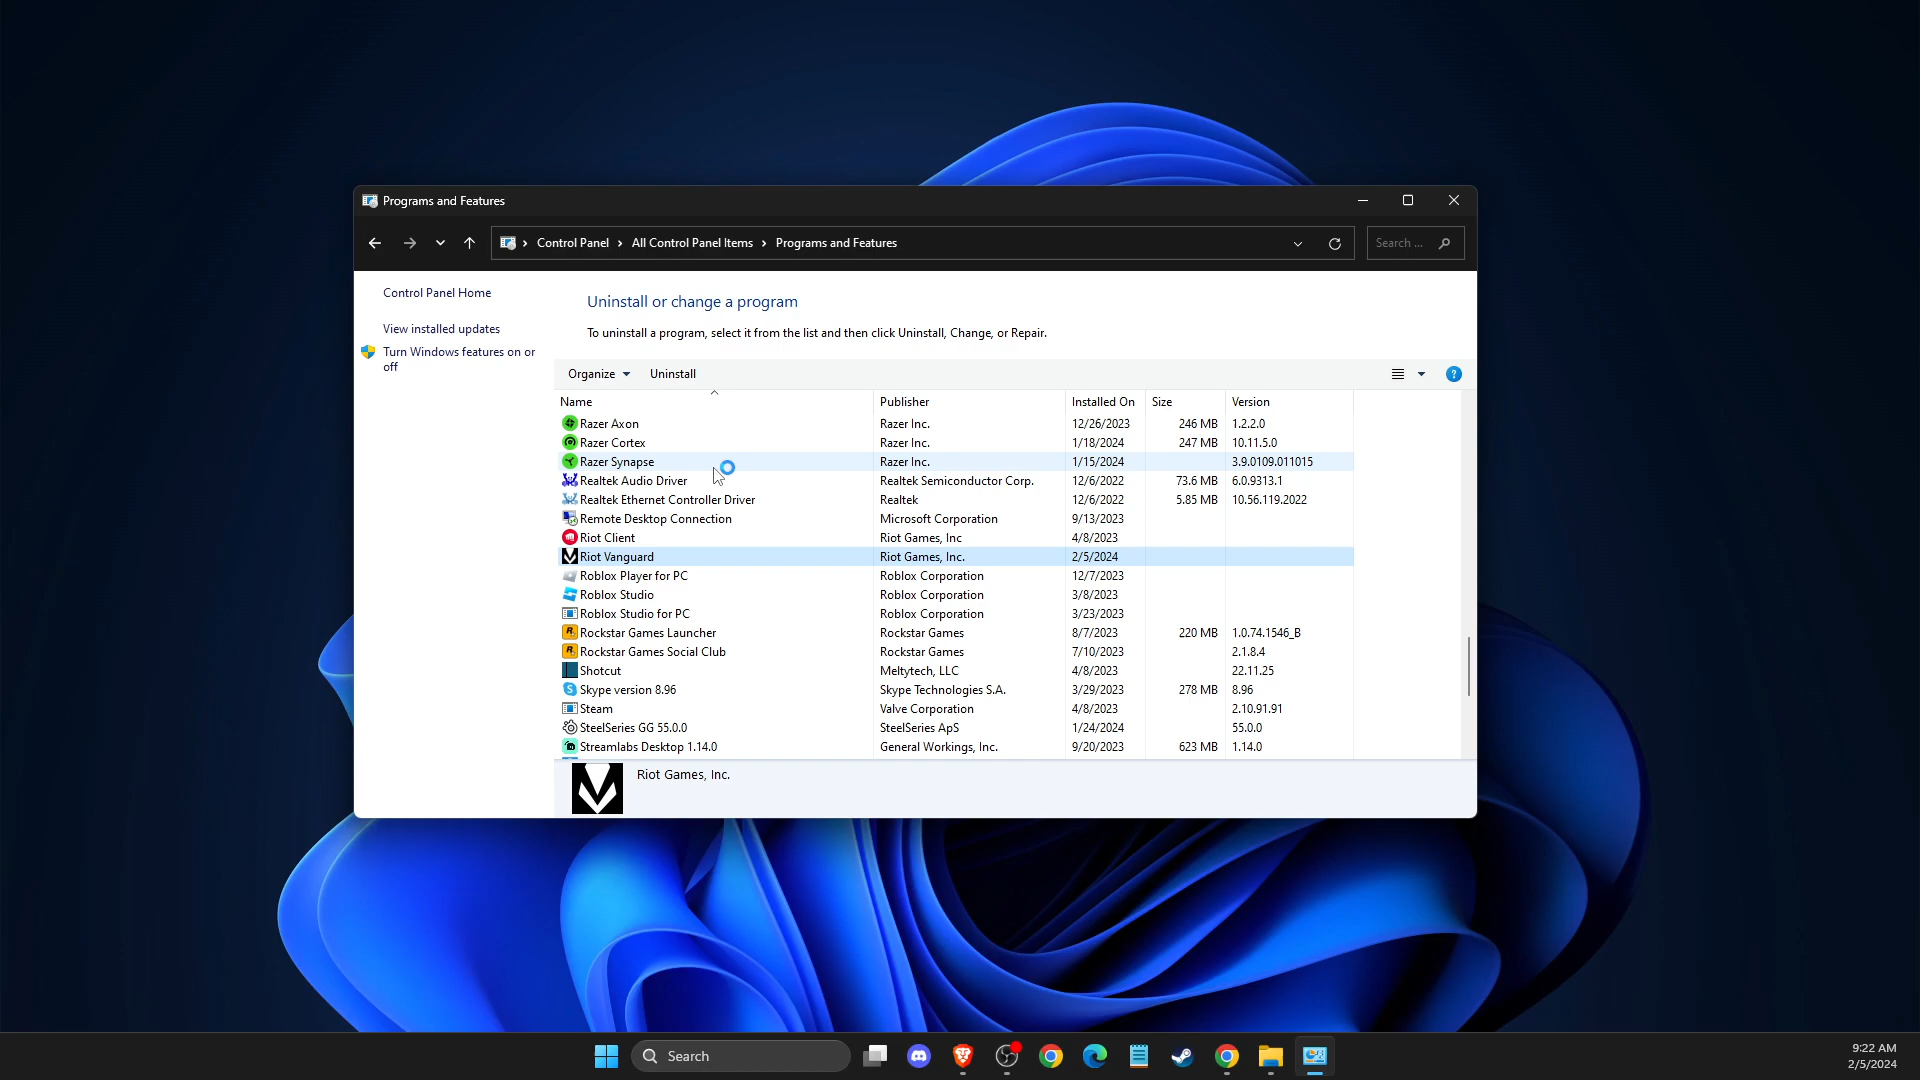 Programs and Features
Control Panel > All Control Panel Items > Programs and Features
Search ...
Control Panel Home
View installed updates
Turn Windows features on or
off
Uninstall or change a program
To uninstall a program, select it from the list and then click Uninstall, Change, or Repair.
Organize Uninstall
Name Publisher Installed On Size Version
Razer Axon Razer Inc. 12/26/2023 246 MB 1.2.2.0
Razer Cortex Razer Inc. 1/18/2024 247 MB 10.11.5.0
Razer Synapse Razer Inc. 1/15/2024 3.9.0109.011015
Realtek Audio Driver Realtek Semiconductor Corp. 12/6/2022 73.6 MB 6.0.9313.1
Realtek Ethernet Controller Driver Realtek 12/6/2022 5.85 MB 10.56.119.2022
Remote Desktop Connection Microsoft Corporation 9/13/2023
Riot Client Riot Games, Inc 4/8/2023
Riot Vanguard Riot Games, Inc. 2/5/2024
Roblox Player for PC Roblox Corporation 12/7/2023
Roblox Studio Roblox Corporation 3/8/2023
Roblox Studio for PC Roblox Corporation 3/23/2023
Rockstar Games Launcher Rockstar Games 8/7/2023 220 MB 1.0.74.1546_B
Rockstar Games Social Club Rockstar Games 7/10/2023 2.1.8.4
Shotcut Meltytech, LLC 4/8/2023 22.11.25
Skype version 8.96 Skype Technologies S.A. 3/29/2023 278 MB 8.96
Steam Valve Corporation 4/8/2023 2.10.91.91
SteelSeries GG 55.0.0 SteelSeries ApS 1/24/2024 55.0.0
Streamlabs Desktop 1.14.0 General Workings, Inc. 9/20/2023 623 MB 1.14.0
Riot Games, Inc.
Search
9:22 AM
2/5/2024